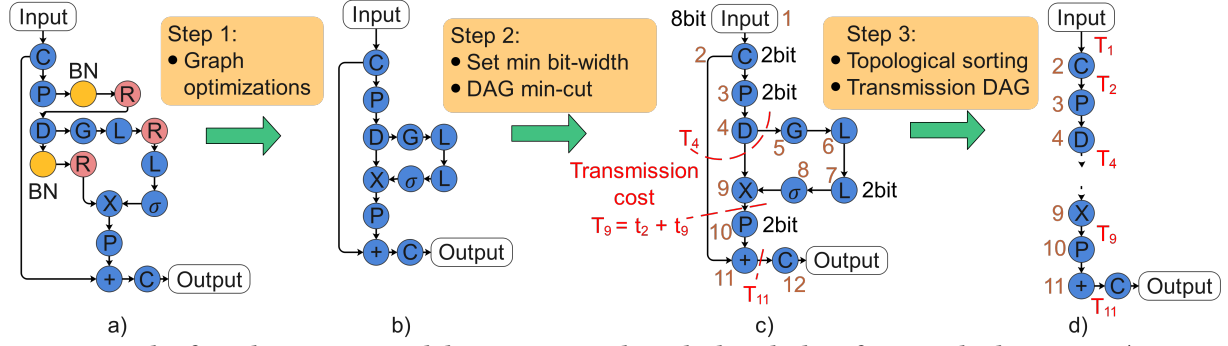 Input
C
BN
P
R
D
G
L
R
R
L
BN
X
σ
P
+
C
Output
a)
Step 1:
• Graph
optimizations
Input
C
P
D
G
L
X
σ
L
P
+
C
Output
b)
Step 2:
• Set min bit-width
• DAG min-cut
8bit Input 1
2 C 2bit
3 P 2bit
4 D
G
L
T4
5
6
Transmission
cost
8
7
9 X
σ
L 2bit
T9 = t2 + t9
10 P 2bit
+
C
Output
11
T11
12
c)
Step 3:
• Topological sorting
• Transmission DAG
Input
T1
2 C
T2
3 P
4 D
T4
9 X
T9
10 P
11 +
C
Output
T11
d)